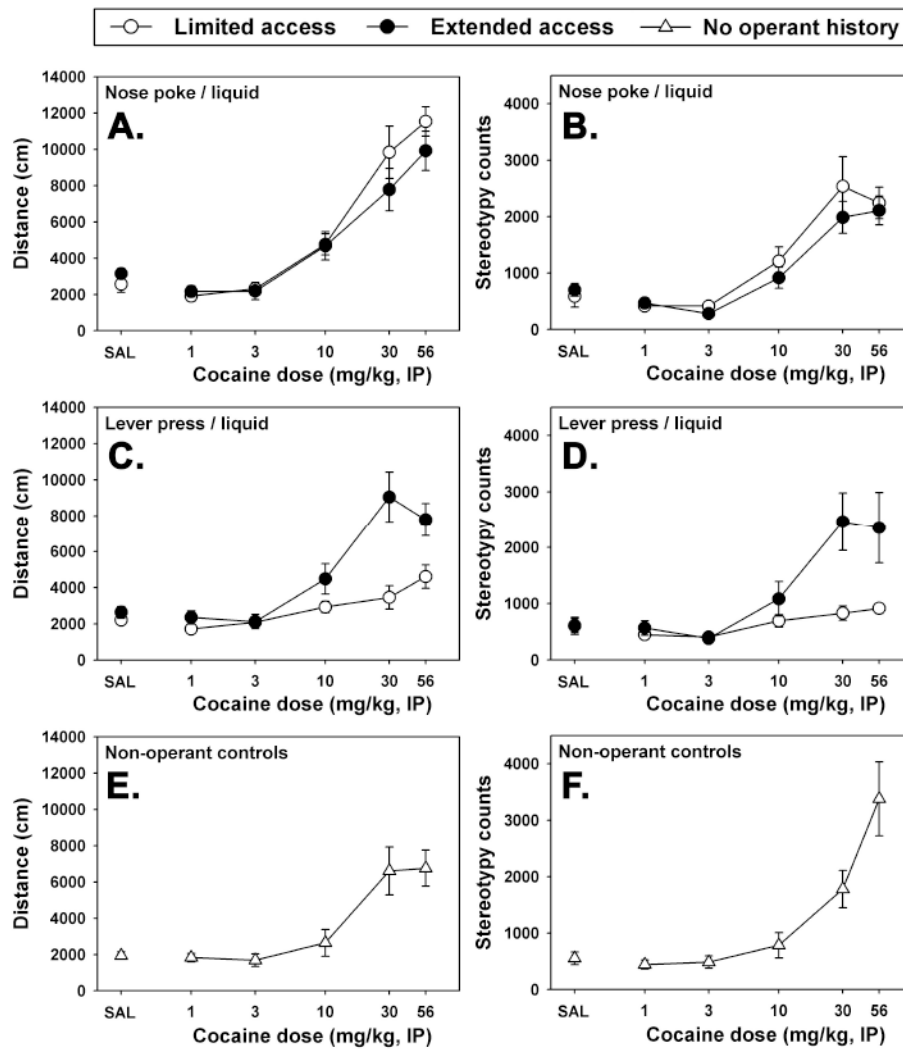 Limited access Extended access No operant history
Nose poke / liquid
A.
Distance (cm)
14000
12000
10000
8000
6000
4000
2000
0
SAL 1 3 10 30 56
Cocaine dose (mg/kg, IP)
Nose poke / liquid
B.
Stereotypy counts
4000
3000
2000
1000
0
SAL 1 3 10 30 56
Cocaine dose (mg/kg, IP)
Lever press / liquid
C.
Distance (cm)
14000
12000
10000
8000
6000
4000
2000
0
SAL 1 3 10 30 56
Cocaine dose (mg/kg, IP)
Lever press / liquid
D.
Stereotypy counts
4000
3000
2000
1000
0
SAL 1 3 10 30 56
Cocaine dose (mg/kg, IP)
Non-operant controls
E.
Distance (cm)
14000
12000
10000
8000
6000
4000
2000
0
SAL 1 3 10 30 56
Cocaine dose (mg/kg, IP)
Non-operant controls
F.
Stereotypy counts
4000
3000
2000
1000
0
SAL 1 3 10 30 56
Cocaine dose (mg/kg, IP)